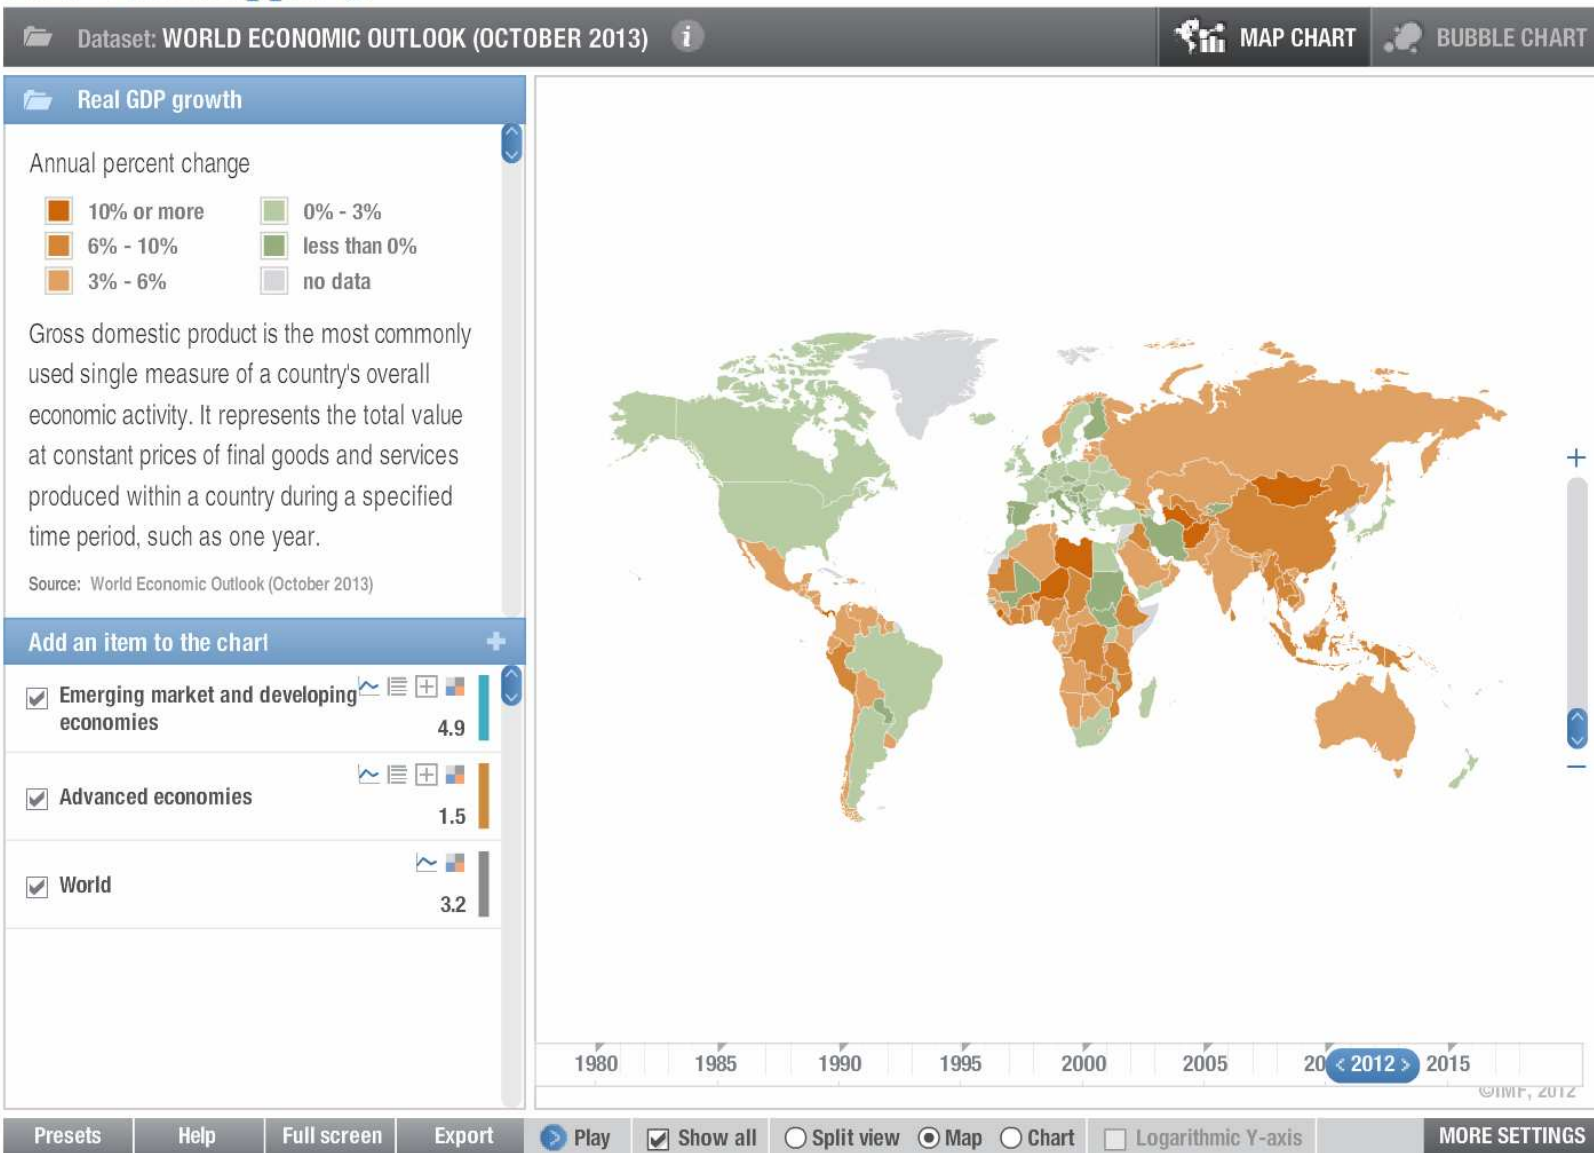 Dataset: WORLD ECONOMIC OUTLOOK (OCTOBER 2013) i
MAP CHART
BUBBLE CHART
Real GDP growth
Annual percent change
10% or more
0% - 3%
6% - 10%
less than 0%
3% - 6%
no data
Gross domestic product is the most commonly
used single measure of a country's overall
economic activity. It represents the total value
at constant prices of final goods and services
produced within a country during a specified
time period, such as one year.
Source: World Economic Outlook (October 2013)
Add an item to the chart +
Emerging market and developing
economies
4.9
Advanced economies
1.5
World
3.2
+
−
1980 1985 1990 1995 2000 2005 20 < 2012 > 2015
©IMF, 2012
Presets Help Full screen Export Play Show all Split view Map Chart Logarithmic Y-axis MORE SETTINGS